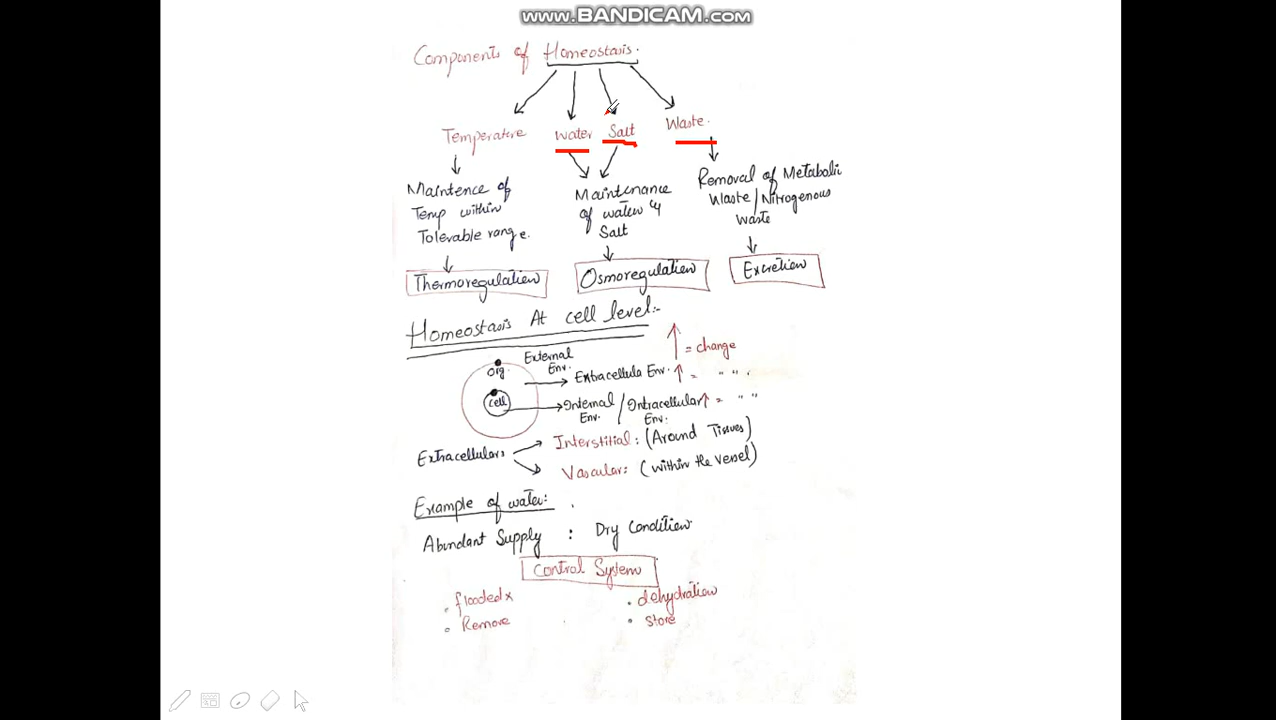 www.BANDICAM.com
Components of Homeostasis.
Temperature Water Salt Waste.
Maintence of
Temp within
Tolerable range.
Maintenance
of water &
Salt
Removal of Metabolic
Waste/Nitrogenous
Waste
Thermoregulation
Osmoregulation
Excretion
Homeostasis At cell level:-
External
Env.
Org.
cell
= change
Extracellula Env. ↑ = " " .
Internal / Intracellular ↑ = " "
Env. Env.
Extracellular:
Interstitial: (Around Tissues)
Vascular: (within the vessel)
Example of water:
Abundant Supply : Dry Condition
Control System
. flooded x
. Remove
. dehydration
. store